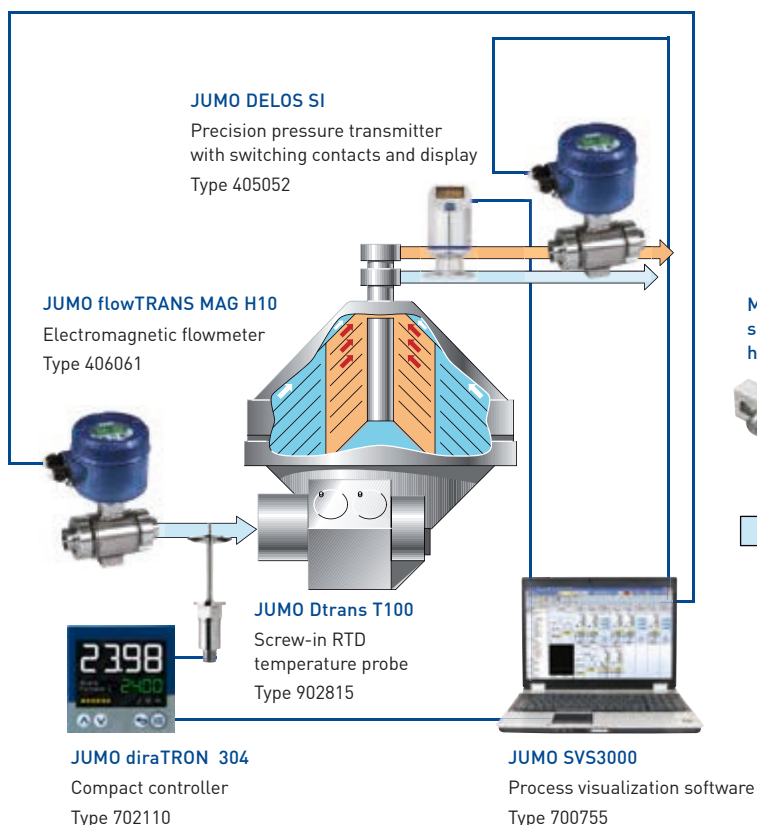 JUMO DELOS SI
Precision pressure transmitter
with switching contacts and display
Type 405052
JUMO flowTRANS MAG H10
Electromagnetic flowmeter
Type 406061
M
s
h
JUMO Dtrans T100
Screw-in RTD
temperature probe
Type 902815
2398
2400
JUMO diraTRON 304
Compact controller
Type 702110
JUMO SVS3000
Process visualization software
Type 700755